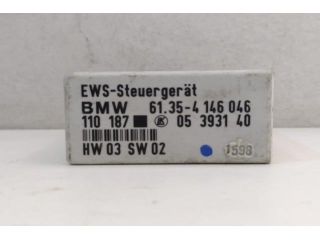 EWS-Steuergerät
BMW 61.35-4 146 046
110 187 05 3931 40
HW 03 SW 02
1598